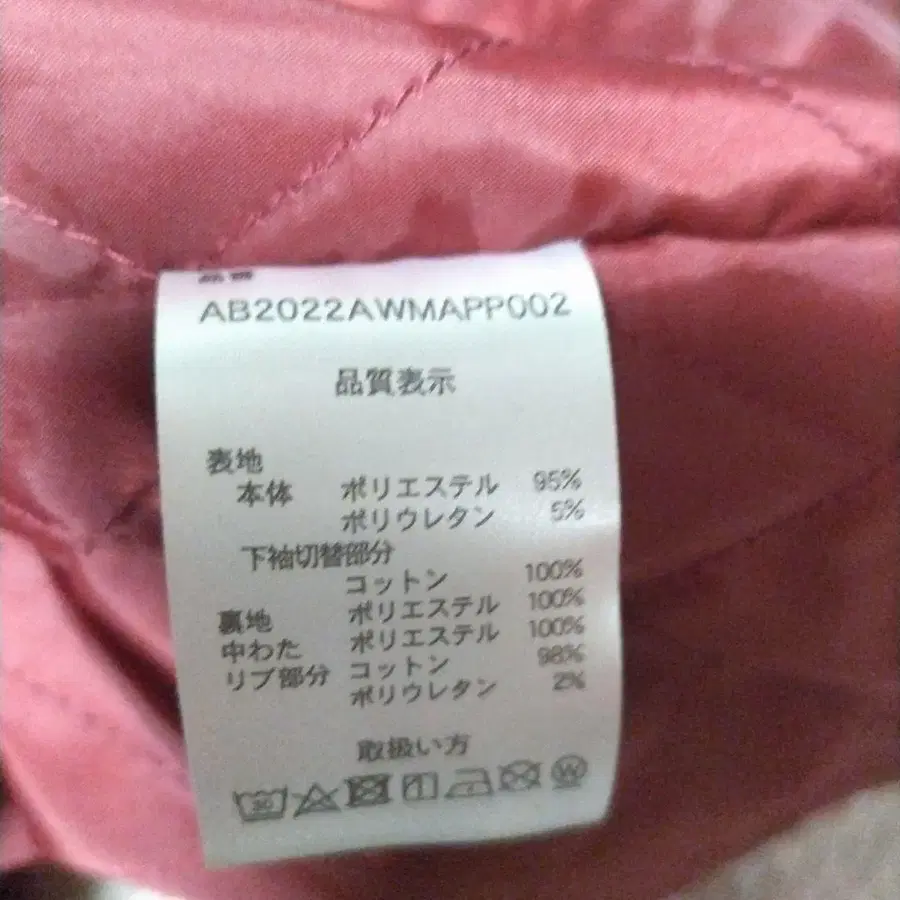 AB2022AWMAPP002
品質表示
表地
本体 ポリエステル 95%
ポリウレタン 5%
下袖切替部分
コットン 100%
裏地 ポリエステル 100%
中わた ポリエステル 100%
リブ部分 コットン 98%
ポリウレタン 2%
取扱い方